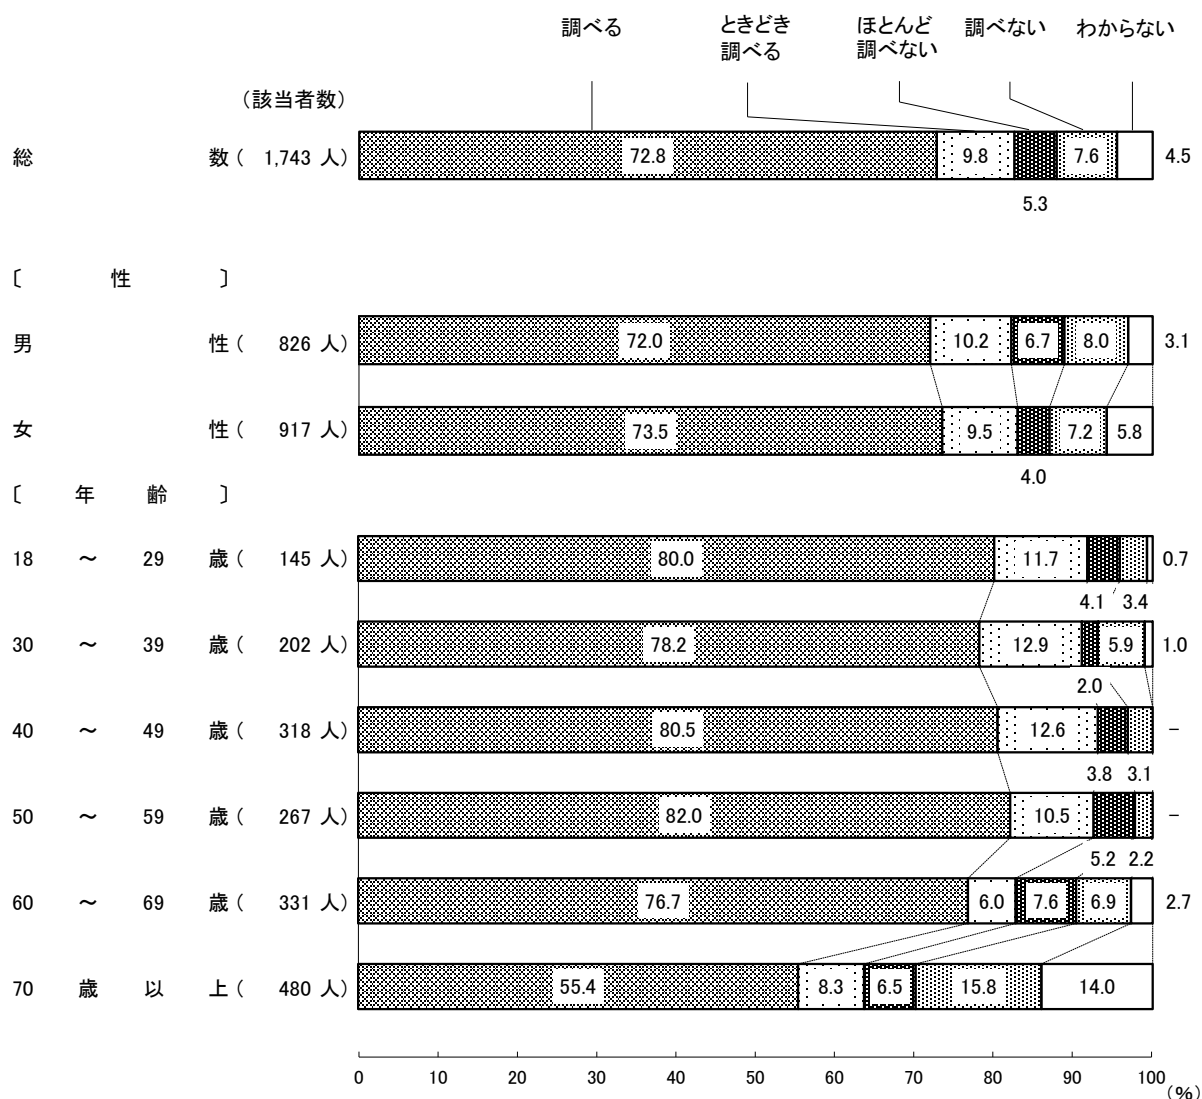 調べる ときどき調べる ほとんど調べない 調べない わからない
(該当者数)
総数( 1,743 人) 72.8 9.8 7.6 4.5
5.3
〔 性 〕
男性( 826 人) 72.0 10.2 6.7 8.0 3.1
女性( 917 人) 73.5 9.5 7.2 5.8
4.0
〔 年齢 〕
18 ～ 29 歳( 145 人) 80.0 11.7 0.7
4.1 3.4
30 ～ 39 歳( 202 人) 78.2 12.9 5.9 1.0
2.0
40 ～ 49 歳( 318 人) 80.5 12.6 －
3.8 3.1
50 ～ 59 歳( 267 人) 82.0 10.5 －
5.2 2.2
60 ～ 69 歳( 331 人) 76.7 6.0 7.6 6.9 2.7
70 歳以上( 480 人) 55.4 8.3 6.5 15.8 14.0
0 10 20 30 40 50 60 70 80 90 100
(%)